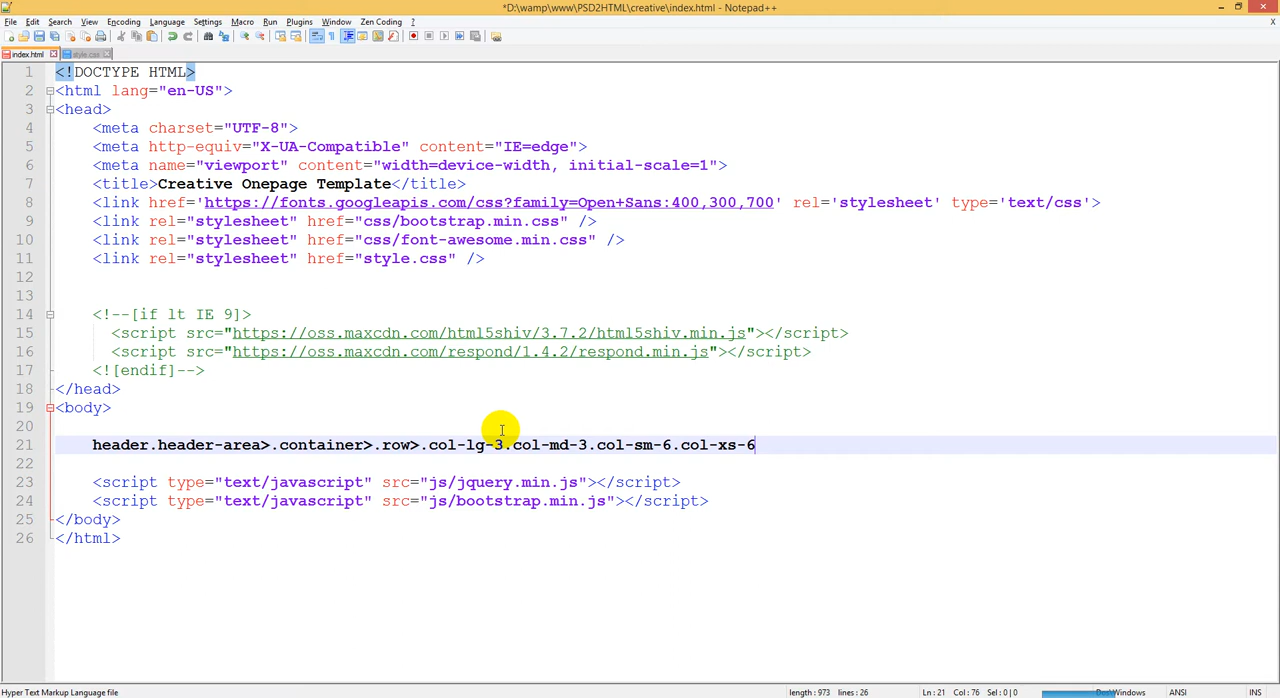 *D:\wamp\www\PSD2HTML\creative\index.html - Notepad++
File Edit Search View Encoding Language Settings Macro Run Plugins Window Zen Coding ? X
index.html style.css
1 <!DOCTYPE HTML>
2 <html lang="en-US">
3 <head>
4 <meta charset="UTF-8">
5 <meta http-equiv="X-UA-Compatible" content="IE=edge">
6 <meta name="viewport" content="width=device-width, initial-scale=1">
7 <title>Creative Onepage Template</title>
8 <link href='https://fonts.googleapis.com/css?family=Open+Sans:400,300,700' rel='stylesheet' type='text/css'>
9 <link rel="stylesheet" href="css/bootstrap.min.css" />
10 <link rel="stylesheet" href="css/font-awesome.min.css" />
11 <link rel="stylesheet" href="style.css" />
12
13
14 <!--[if lt IE 9]>
15 <script src="https://oss.maxcdn.com/html5shiv/3.7.2/html5shiv.min.js"></script>
16 <script src="https://oss.maxcdn.com/respond/1.4.2/respond.min.js"></script>
17 <![endif]-->
18 </head>
19 <body>
20
21 header.header-area>.container>.row>.col-lg-3.col-md-3.col-sm-6.col-xs-6
22
23 <script type="text/javascript" src="js/jquery.min.js"></script>
24 <script type="text/javascript" src="js/bootstrap.min.js"></script>
25 </body>
26 </html>
Hyper Text Markup Language file length : 973 lines : 26 Ln : 21 Col : 76 Sel : 0 | 0 Dos\Windows ANSI INS